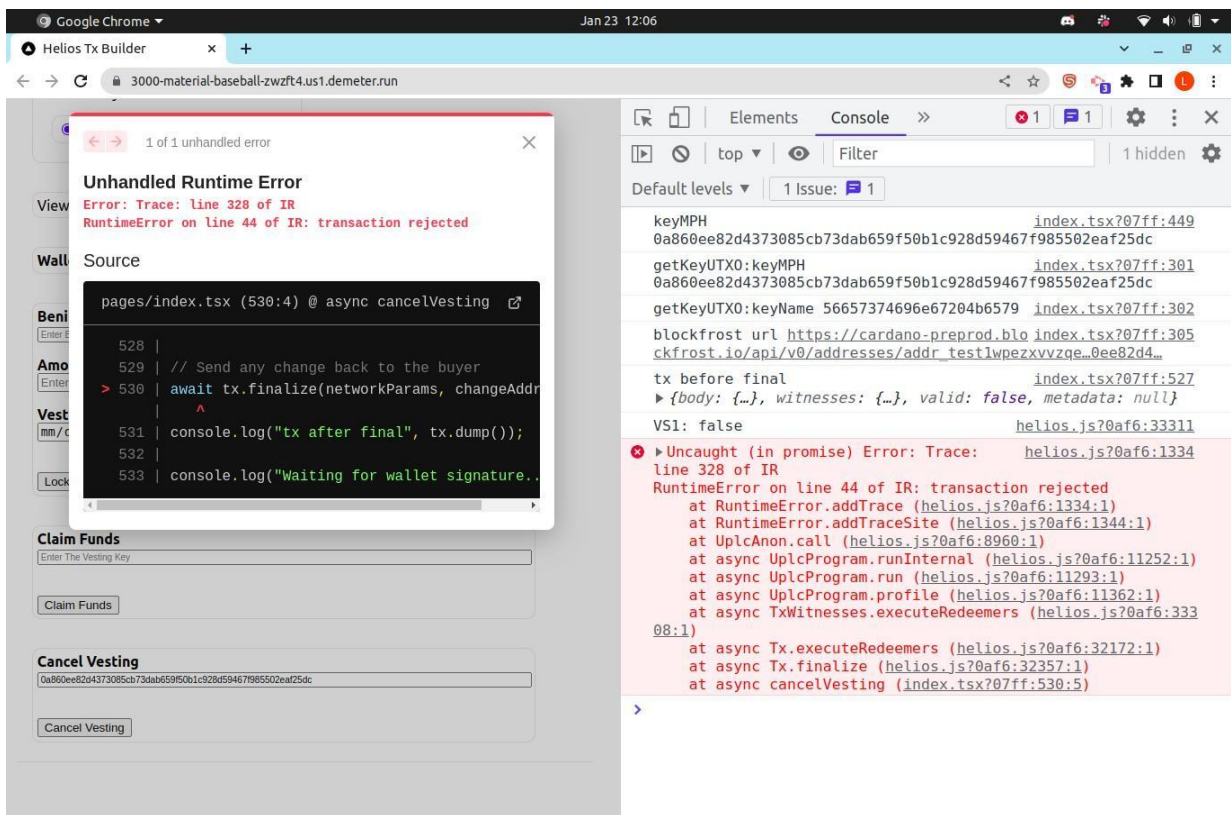 Google Chrome
Jan 23 12:06
Helios Tx Builder
3000-material-baseball-zwzft4.us1.demeter.run
3
L
1 of 1 unhandled error
Unhandled Runtime Error
Error: Trace: line 328 of IR
RuntimeError on line 44 of IR: transaction rejected
Source
pages/index.tsx (530:4) @ async cancelVesting
528 |
529 | // Send any change back to the buyer
> 530 | await tx.finalize(networkParams, changeAddr
| ^
531 | console.log("tx after final", tx.dump());
532 |
533 | console.log("Waiting for wallet signature..
View
Wall
Beni
Enter B
Amo
Enter
Vest
mm/d
Lock
Claim Funds
Enter The Vesting Key
Claim Funds
Cancel Vesting
0a860ee82d4373085cb73dab659f50b1c928d59467f985502eaf25dc
Cancel Vesting
Elements Console » 1 1
top ▼ Filter 1 hidden
Default levels ▼ 1 Issue: 1
keyMPH index.tsx?07ff:449
0a860ee82d4373085cb73dab659f50b1c928d59467f985502eaf25dc
getKeyUTXO:keyMPH index.tsx?07ff:301
0a860ee82d4373085cb73dab659f50b1c928d59467f985502eaf25dc
getKeyUTXO:keyName 56657374696e67204b6579 index.tsx?07ff:302
blockfrost url https://cardano-preprod.blo index.tsx?07ff:305
ckfrost.io/api/v0/addresses/addr_test1wpezxvvzqe…0ee82d4…
tx before final index.tsx?07ff:527
▶ {body: {…}, witnesses: {…}, valid: false, metadata: null}
VS1: false helios.js?0af6:33311
▶ Uncaught (in promise) Error: Trace: helios.js?0af6:1334
line 328 of IR
RuntimeError on line 44 of IR: transaction rejected
at RuntimeError.addTrace (helios.js?0af6:1334:1)
at RuntimeError.addTraceSite (helios.js?0af6:1344:1)
at UplcAnon.call (helios.js?0af6:8960:1)
at async UplcProgram.runInternal (helios.js?0af6:11252:1)
at async UplcProgram.run (helios.js?0af6:11293:1)
at async UplcProgram.profile (helios.js?0af6:11362:1)
at async TxWitnesses.executeRedeemers (helios.js?0af6:333
08:1)
at async Tx.executeRedeemers (helios.js?0af6:32172:1)
at async Tx.finalize (helios.js?0af6:32357:1)
at async cancelVesting (index.tsx?07ff:530:5)
>